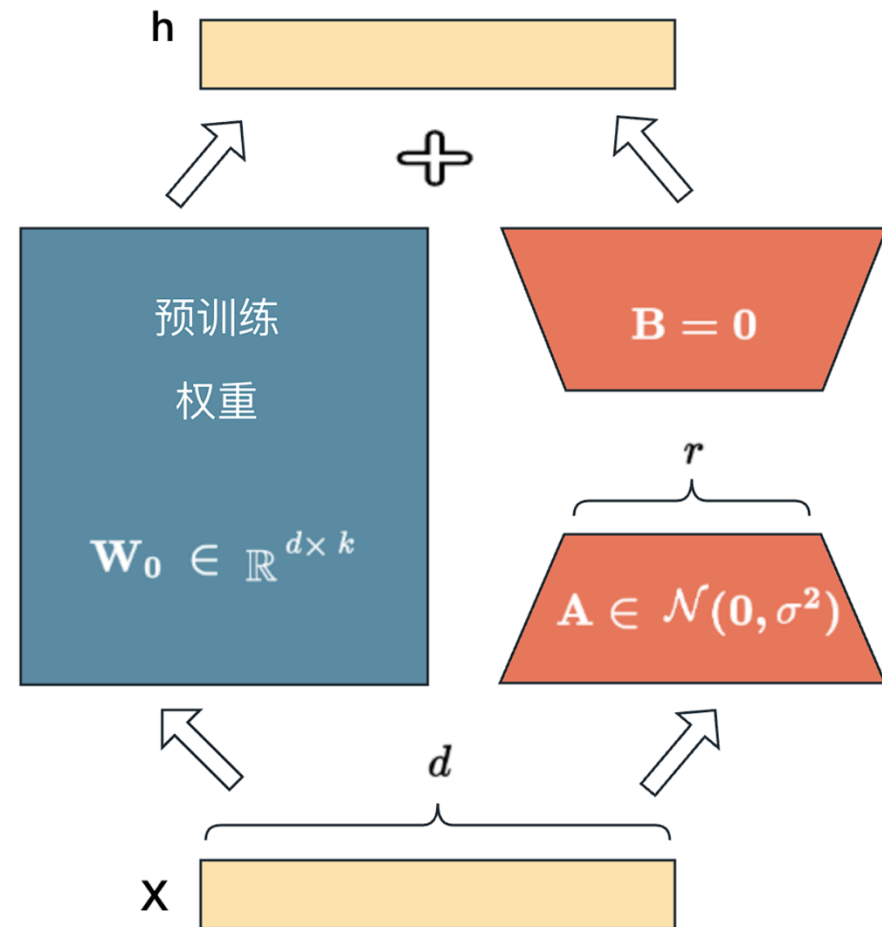 h
预训练
权重
W₀ ∈ ℝ^{d× k}
B = 0
r
A ∈ 𝒩(0, σ²)
d
X